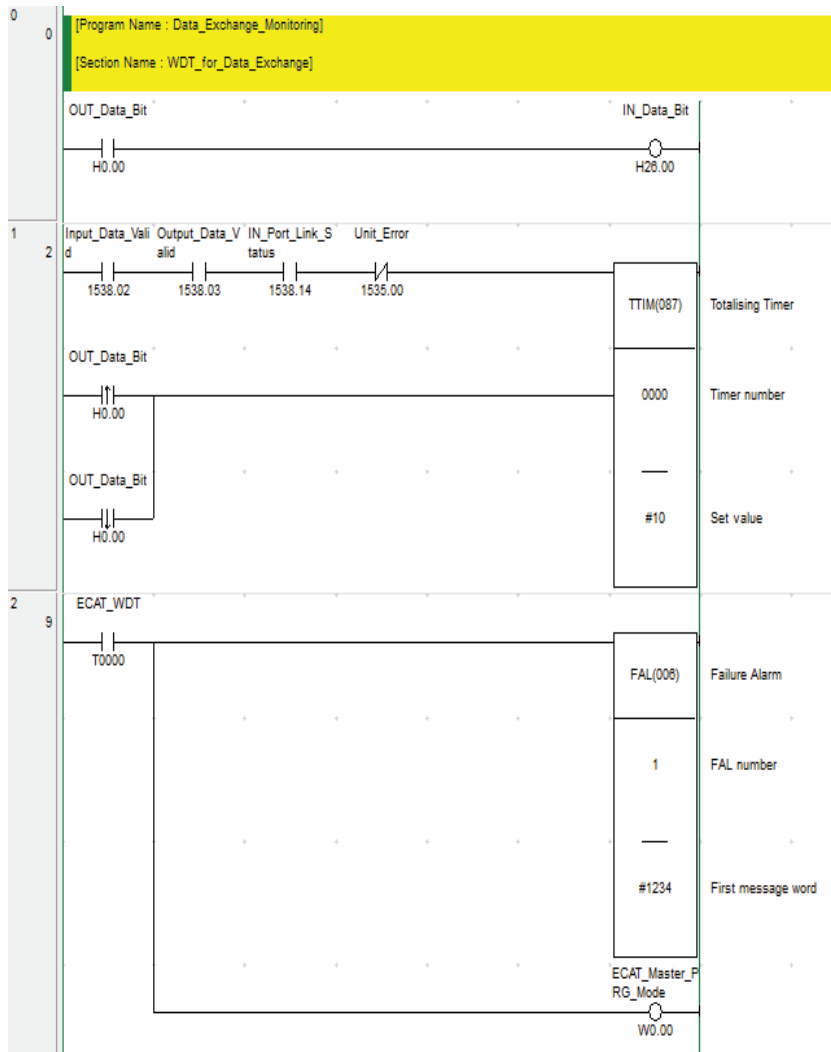 0
0
[Program Name : Data_Exchange_Monitoring]
[Section Name : WDT_for_Data_Exchange]
OUT_Data_Bit
IN_Data_Bit
H0.00
H26.00
1
2
Input_Data_Vali Output_Data_V IN_Port_Link_S Unit_Error
d alid tatus
1538.02 1538.03 1538.14 1535.00
TTIM(087) Totalising Timer
OUT_Data_Bit
H0.00
0000 Timer number
OUT_Data_Bit
H0.00
#10 Set value
2
9
ECAT_WDT
T0000
FAL(006) Failure Alarm
1 FAL number
#1234 First message word
ECAT_Master_P
RG_Mode
W0.00